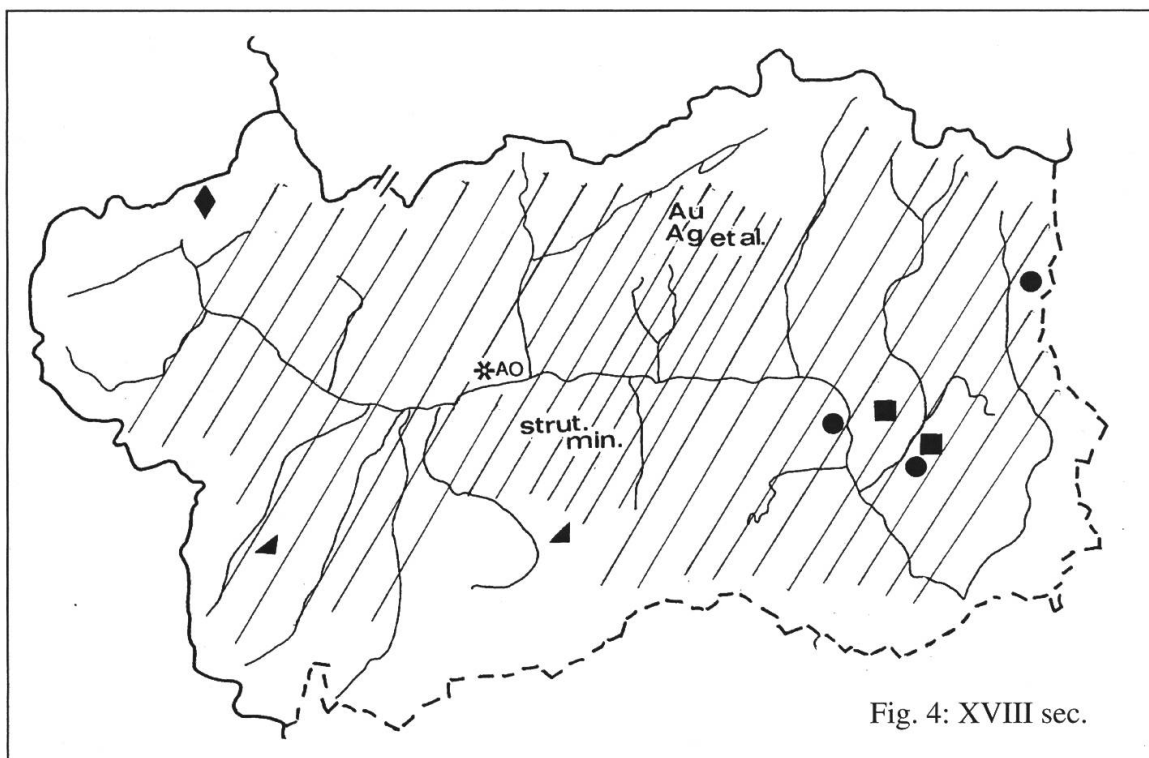 Au
Ag et al.
AO
strut.
min.
Fig. 4: XVIII sec.